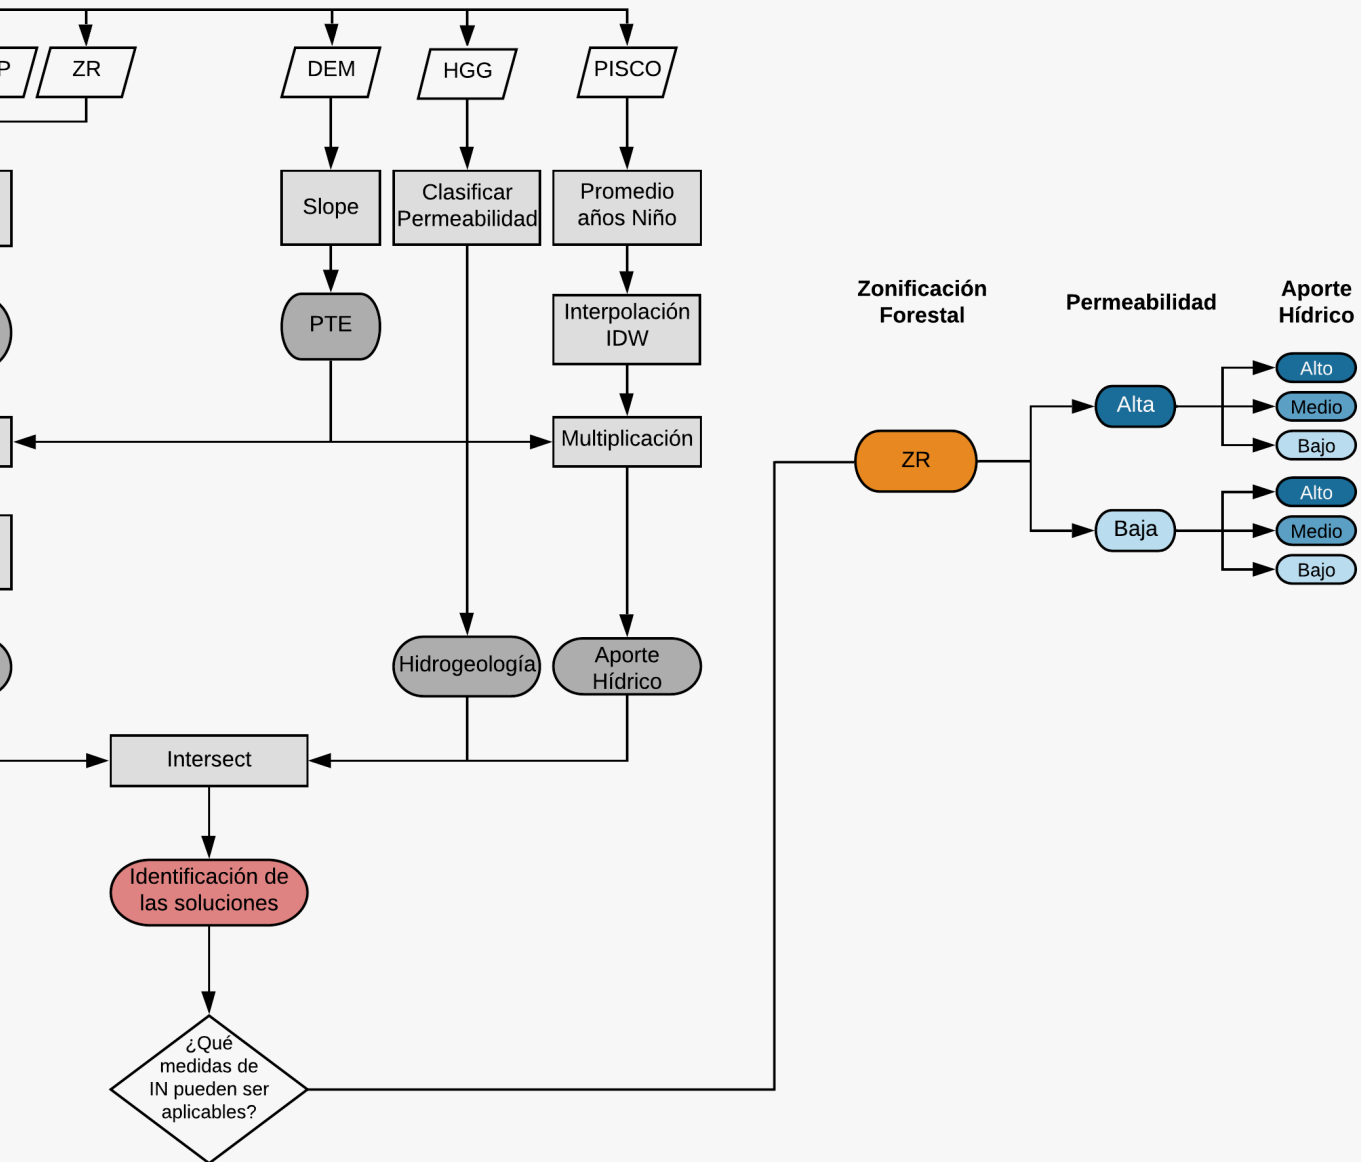 P
ZR
DEM
HGG
PISCO
Slope
Clasificar
Permeabilidad
Promedio
años Niño
PTE
Interpolación
IDW
Multiplicación
Hidrogeología
Aporte
Hídrico
Intersect
Identificación de
las soluciones
¿Qué
medidas de
IN pueden ser
aplicables?
Zonificación
Forestal
Permeabilidad
Aporte
Hídrico
ZR
Alta
Alto
Medio
Bajo
Baja
Alto
Medio
Bajo